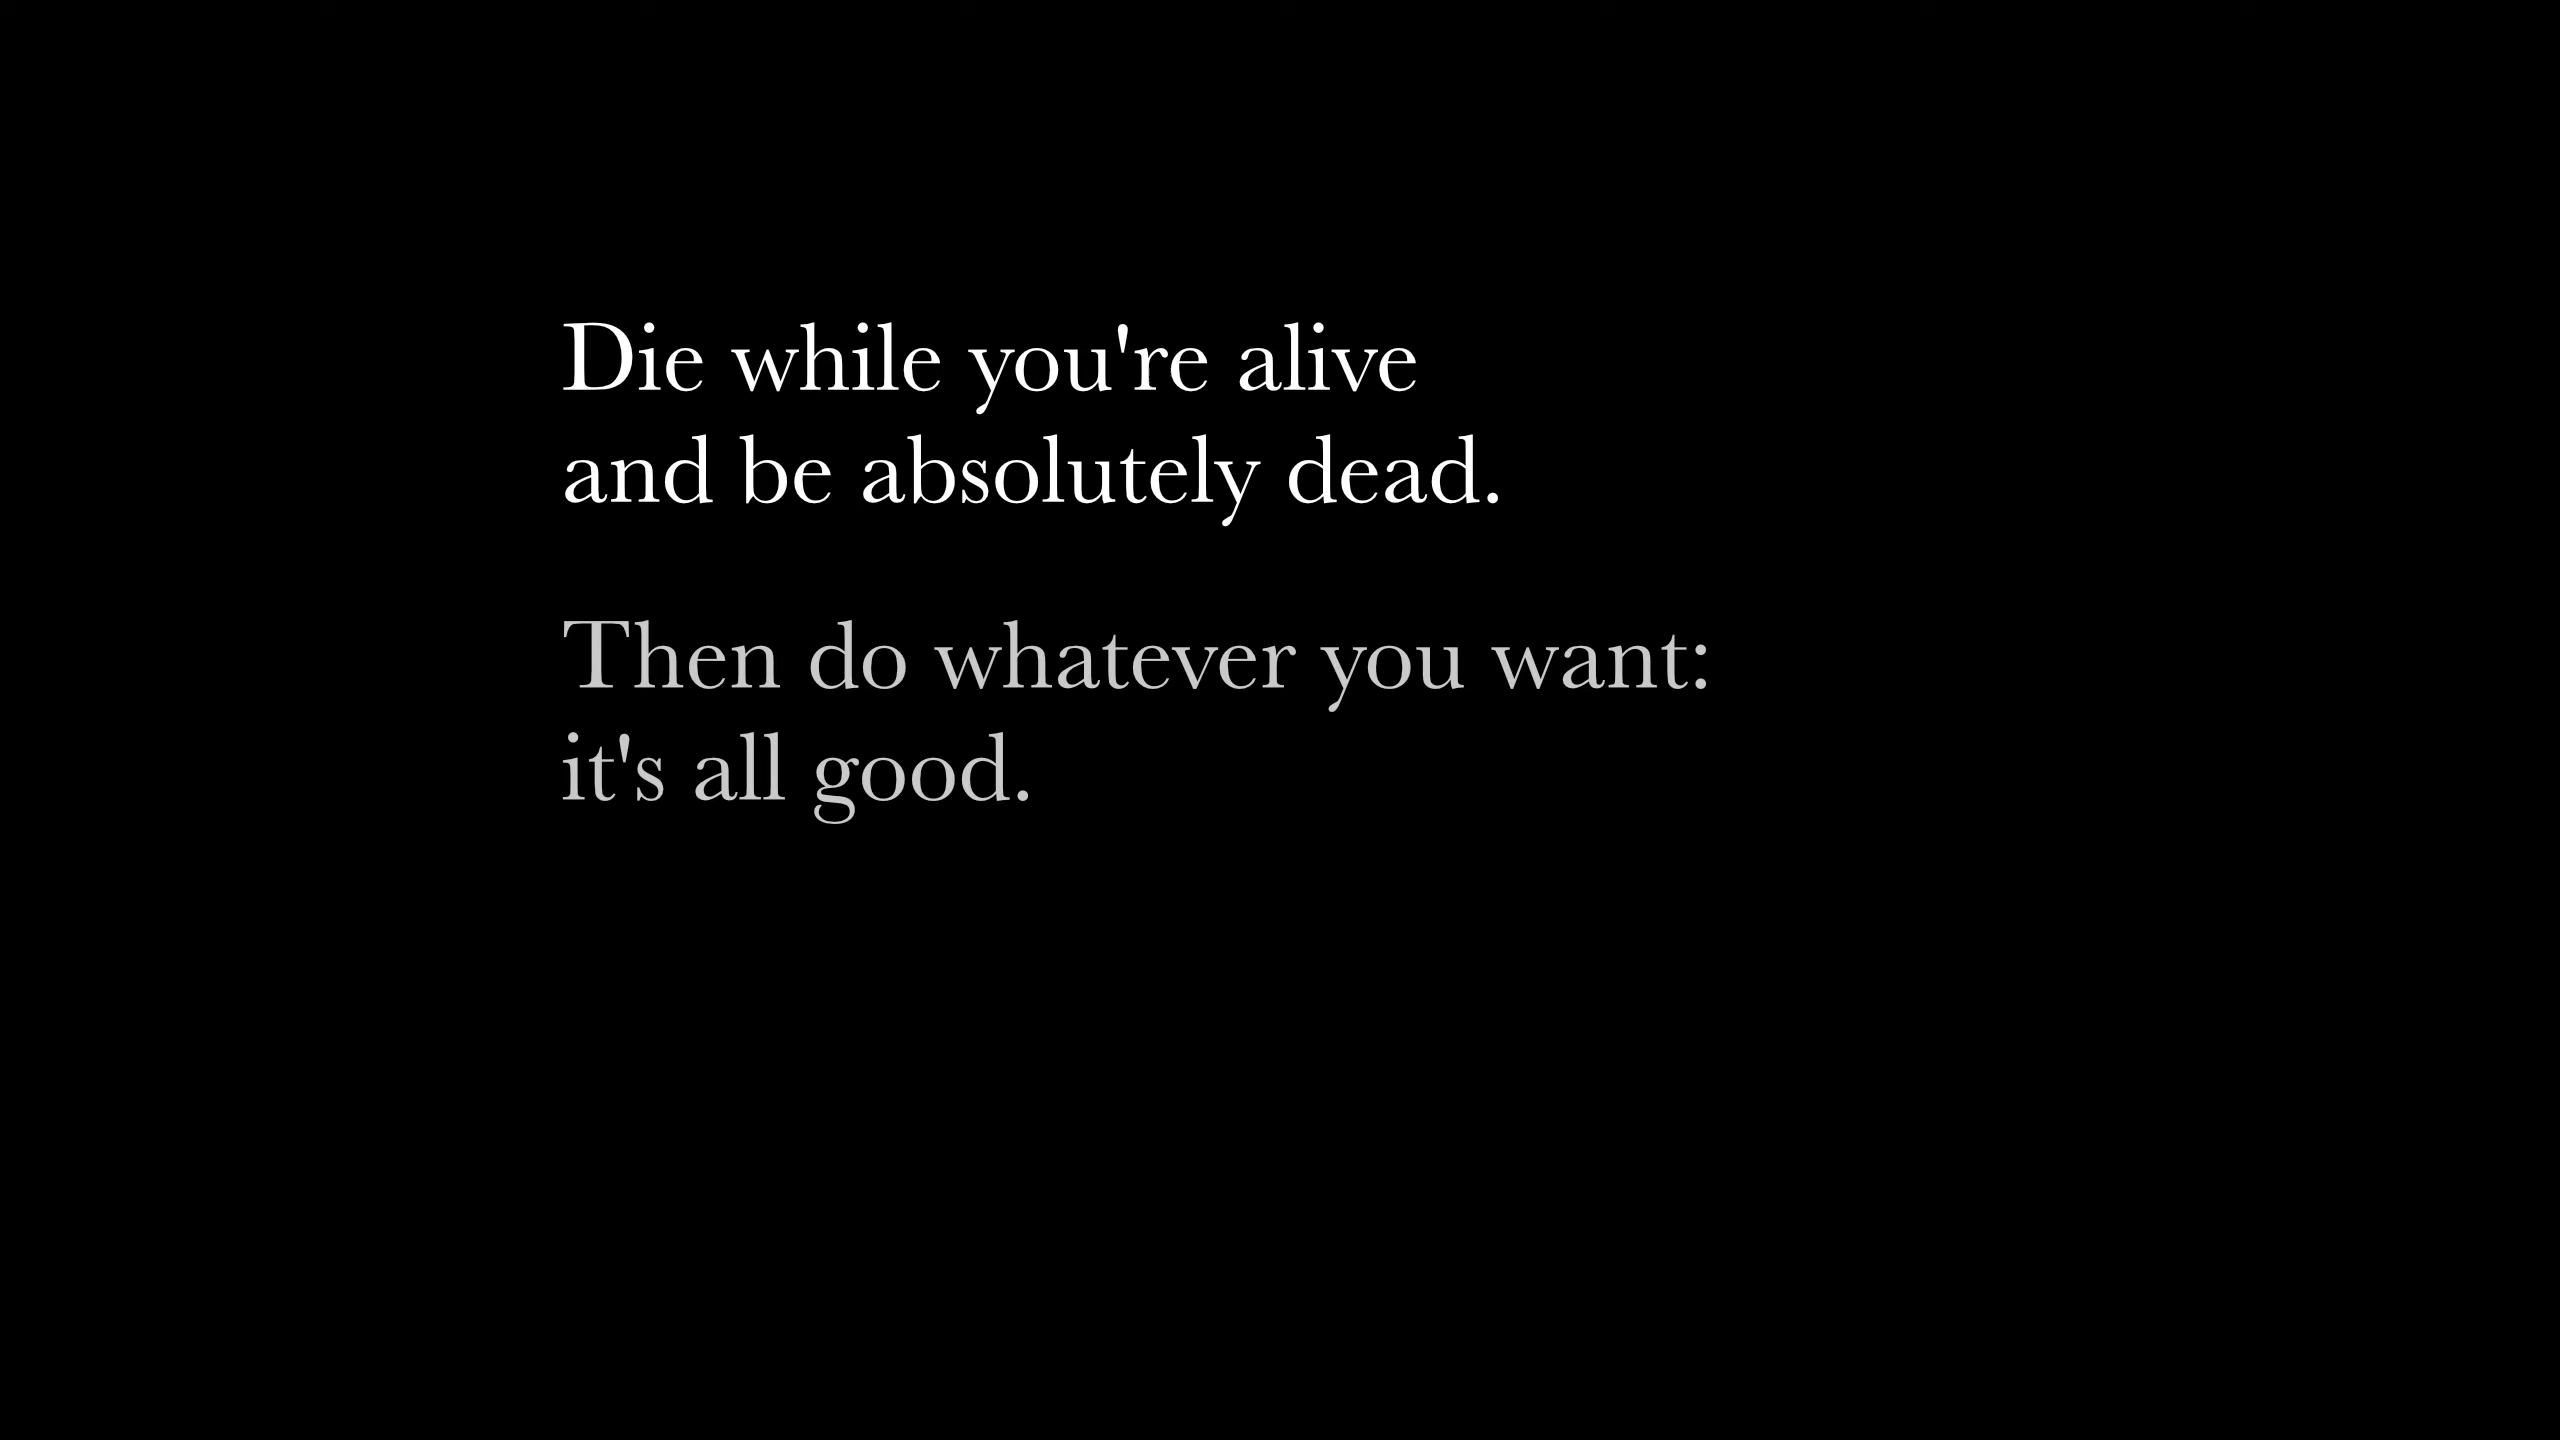 Die while you're alive
and be absolutely dead.
Then do whatever you want:
it's all good.